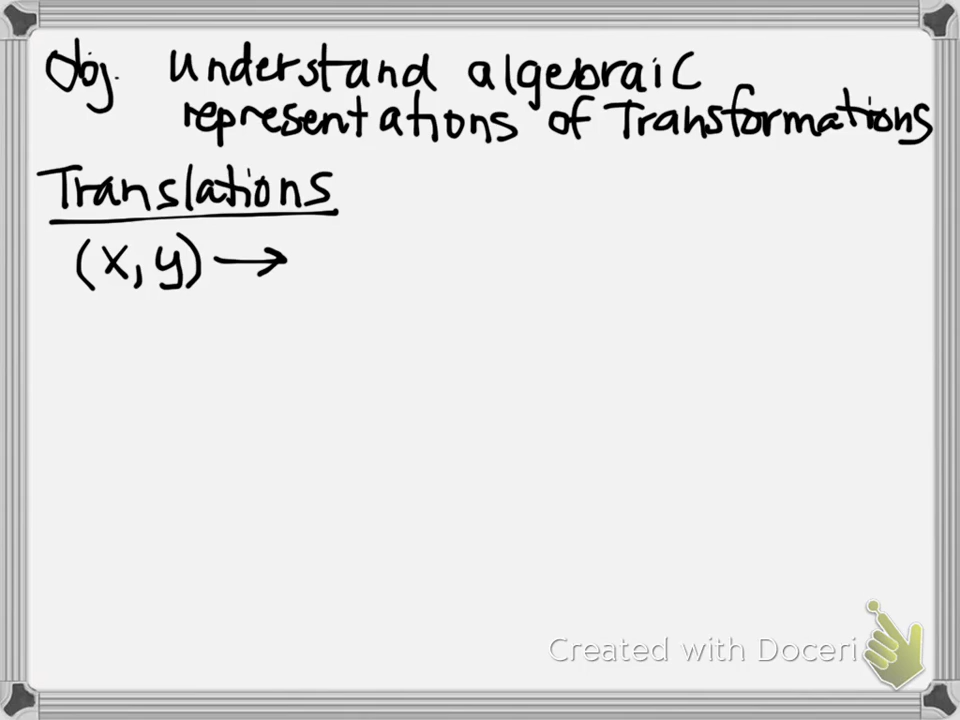 Obj. Understand algebraic
representations of Transformations
Translations
(x, y) →
Created with Doceri